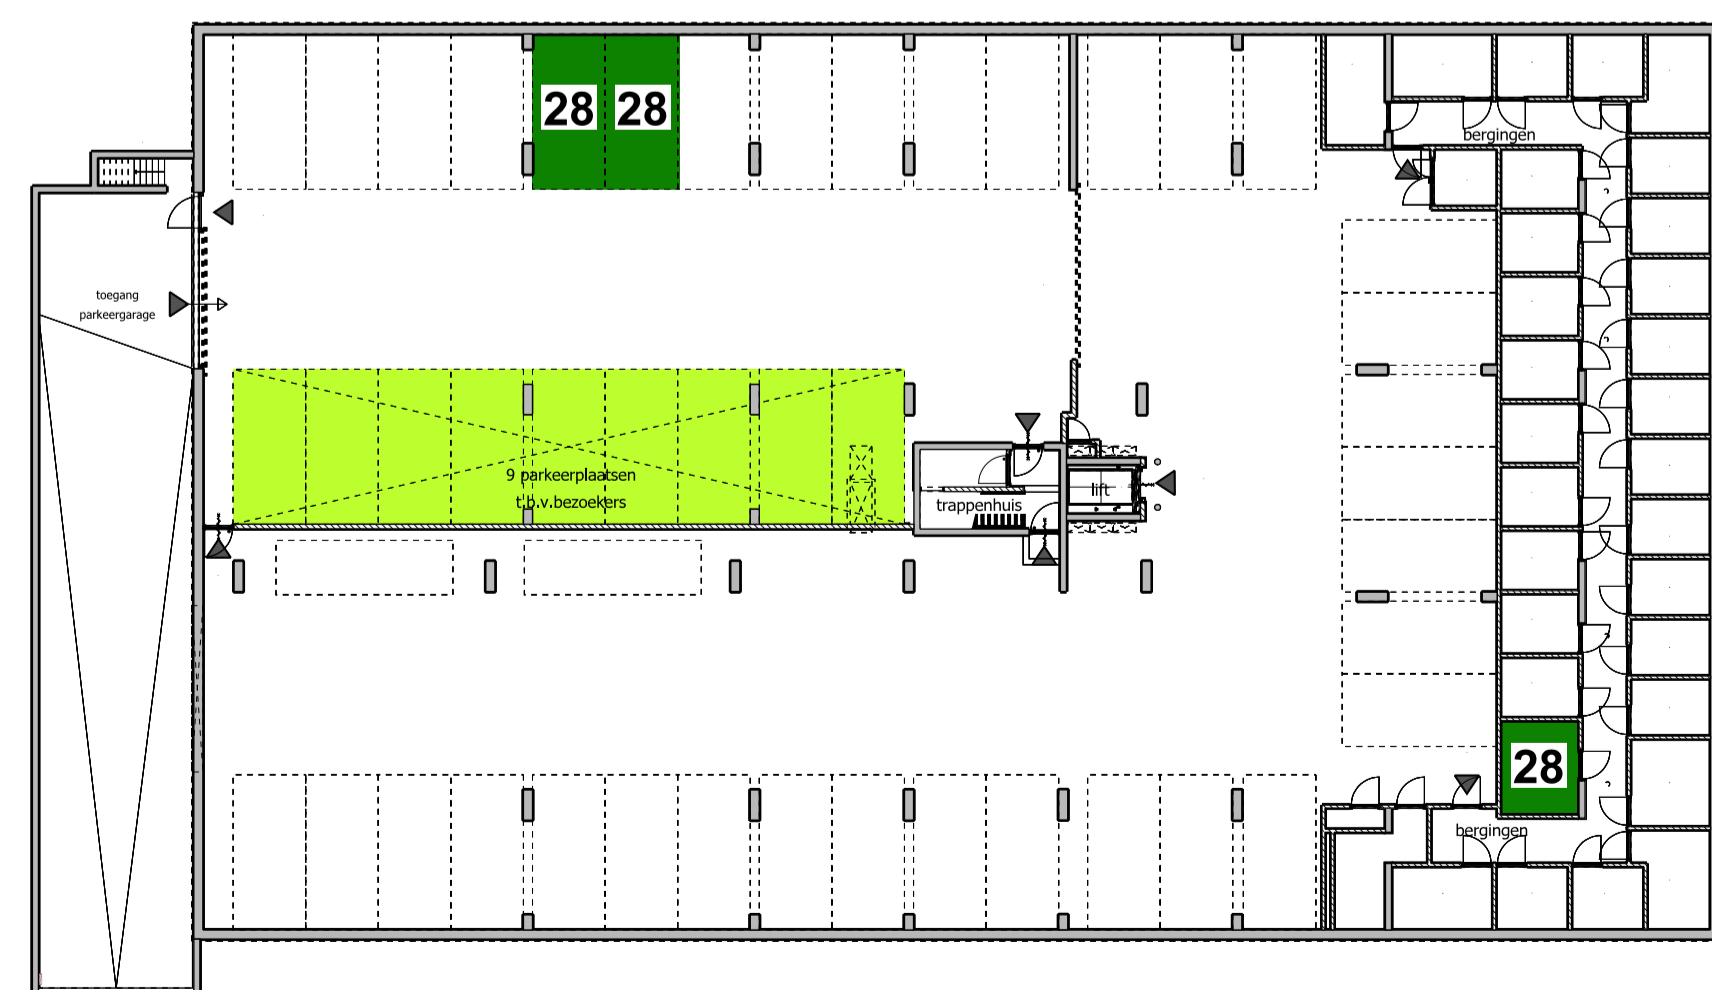 28 28
bergingen
toegang
parkeergarage
9 parkeerplaatsen
t.b.v.bezoekers
trappenhuis
lift
28
bergingen